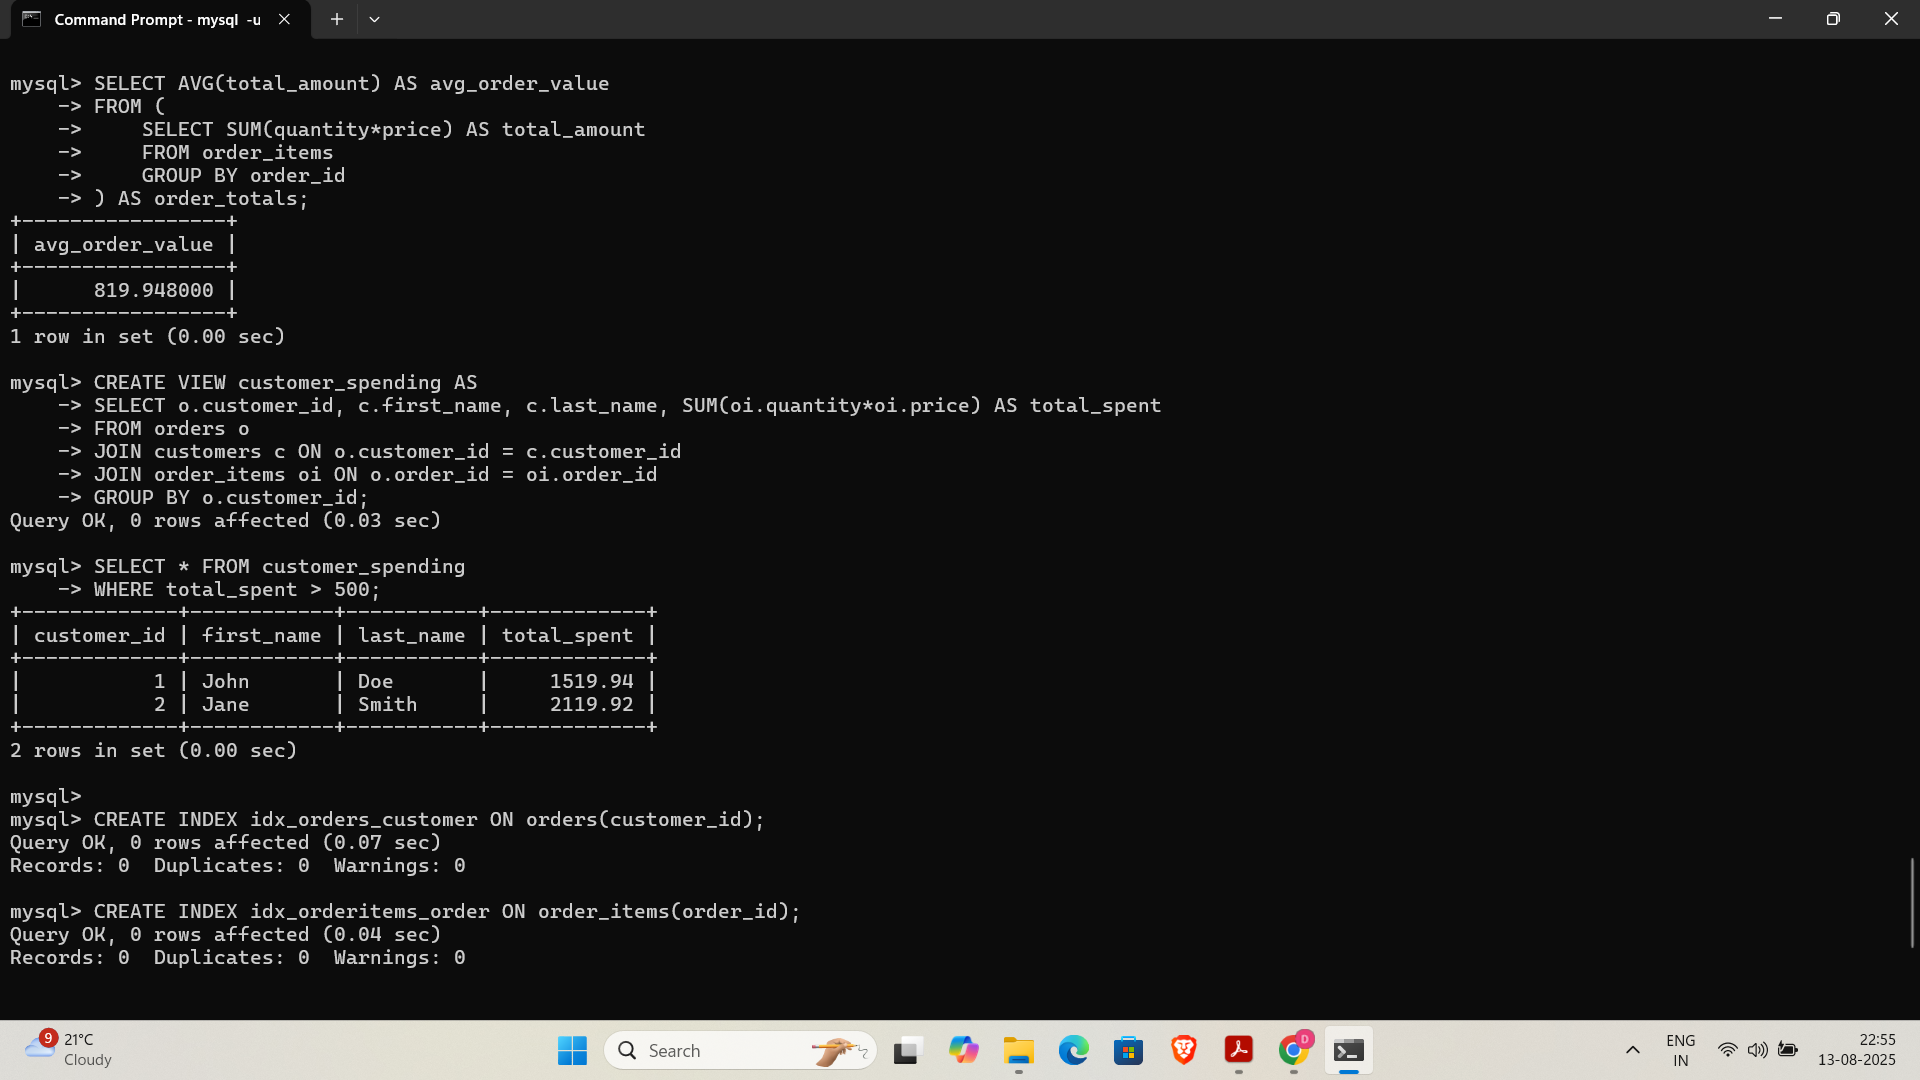 Command Prompt - mysql  -u
mysql> SELECT AVG(total_amount) AS avg_order_value
    -> FROM (
    ->     SELECT SUM(quantity*price) AS total_amount
    ->     FROM order_items
    ->     GROUP BY order_id
    -> ) AS order_totals;
+-----------------+
| avg_order_value |
+-----------------+
|      819.948000 |
+-----------------+
1 row in set (0.00 sec)
mysql> CREATE VIEW customer_spending AS
    -> SELECT o.customer_id, c.first_name, c.last_name, SUM(oi.quantity*oi.price) AS total_spent
    -> FROM orders o
    -> JOIN customers c ON o.customer_id = c.customer_id
    -> JOIN order_items oi ON o.order_id = oi.order_id
    -> GROUP BY o.customer_id;
Query OK, 0 rows affected (0.03 sec)
mysql> SELECT * FROM customer_spending
    -> WHERE total_spent > 500;
+-------------+------------+-----------+-------------+
| customer_id | first_name | last_name | total_spent |
+-------------+------------+-----------+-------------+
|           1 | John       | Doe       |     1519.94 |
|           2 | Jane       | Smith     |     2119.92 |
+-------------+------------+-----------+-------------+
2 rows in set (0.00 sec)
mysql>
mysql> CREATE INDEX idx_orders_customer ON orders(customer_id);
Query OK, 0 rows affected (0.07 sec)
Records: 0  Duplicates: 0  Warnings: 0
mysql> CREATE INDEX idx_orderitems_order ON order_items(order_id);
Query OK, 0 rows affected (0.04 sec)
Records: 0  Duplicates: 0  Warnings: 0
9
21°C
Cloudy
Search
D
ENG
IN
22:55
13-08-2025